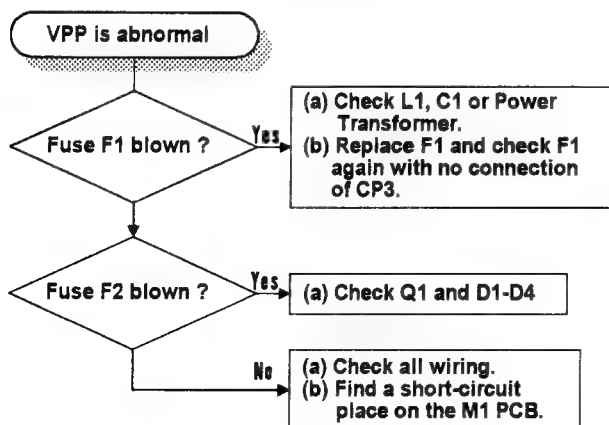 VPP is abnormal
Fuse F1 blown ?
Yes
(a) Check L1, C1 or Power
Transformer.
(b) Replace F1 and check F1
again with no connection
of CP3.
Fuse F2 blown ?
Yes
(a) Check Q1 and D1-D4
No
(a) Check all wiring.
(b) Find a short-circuit
place on the M1 PCB.